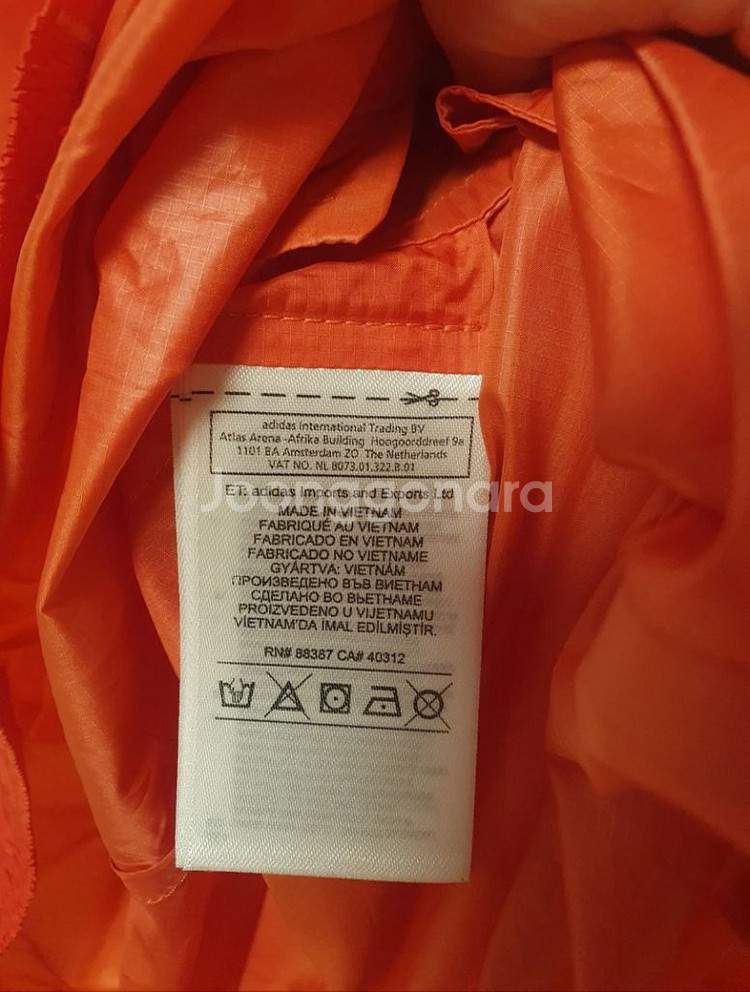 adidas International Trading BV
Atlas Arena -Afrika Building Hoogoorddreef 9a
1101 BA Amsterdam ZO The Netherlands
VAT NO. NL 8073.01.322.B.01
ET: adidas Imports and Exports Ltd
Joonggonara
MADE IN VIETNAM
FABRIQUÉ AU VIETNAM
FABRICADO EN VIETNAM
FABRICADO NO VIETNAME
GYÁRTVA: VIETNÁM
ПРОИЗВЕДЕНО ВЪВ ВИЕТНАМ
СДЕЛАНО ВО ВЬЕТНАМЕ
PROIZVEDENO U VIJETNAMU
VİETNAM'DA İMAL EDİLMİŞTİR.
RN# 88387 CA# 40312